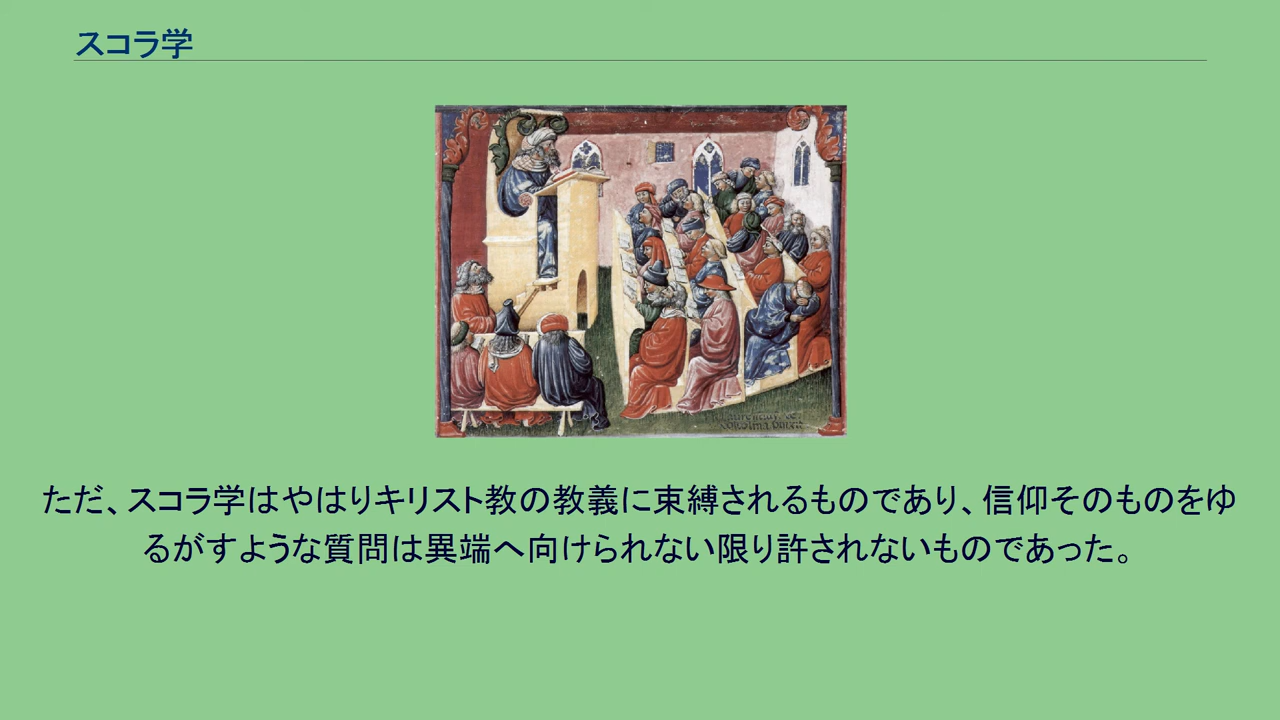 スコラ学
ただ、スコラ学はやはりキリスト教の教義に束縛されるものであり、信仰そのものをゆ
るがすような質問は異端へ向けられない限り許されないものであった。